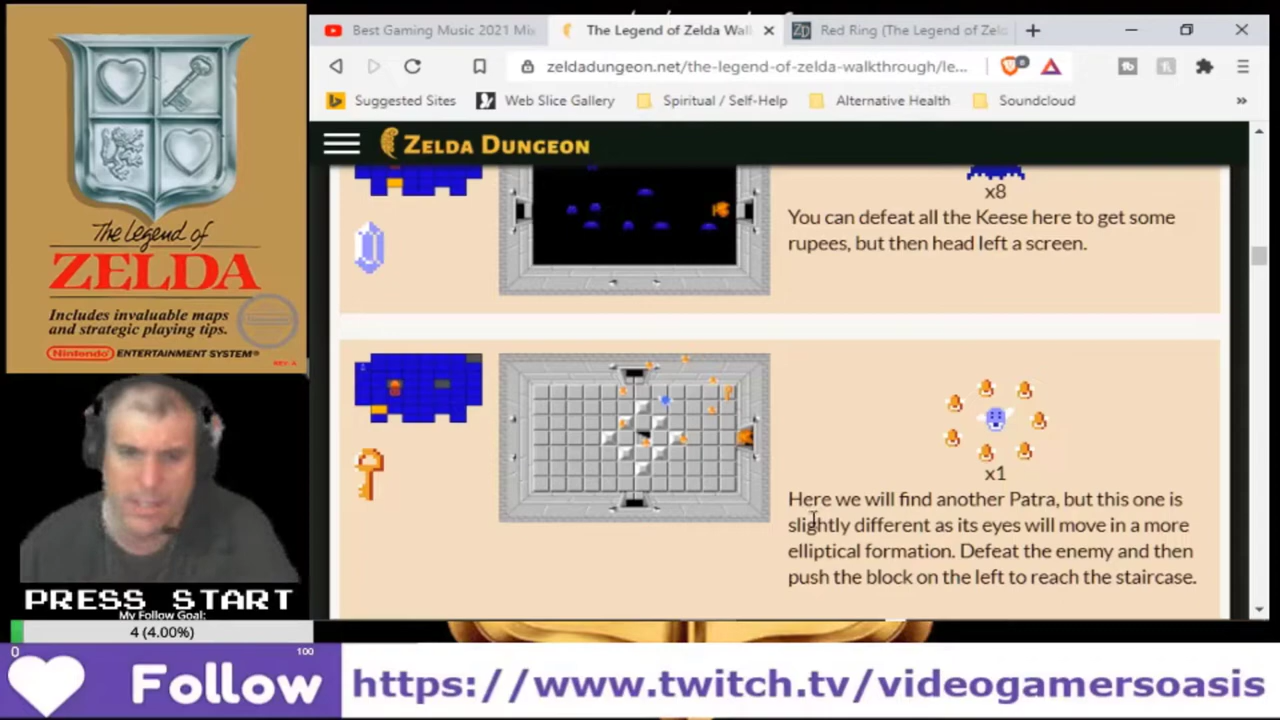 Best Gaming Music 2021 Mix
The Legend of Zelda Wal
Red Ring (The Legend of Zeld
zeldadungeon.net/the-legend-of-zelda-walkthrough/le...
Suggested Sites
Web Slice Gallery
Spiritual / Self-Help
Alternative Health
Soundcloud
»
ZELDA DUNGEON
x8
You can defeat all the Keese here to get some
rupees, but then head left a screen.
x1
Here we will find another Patra, but this one is
slightly different as its eyes will move in a more
elliptical formation. Defeat the enemy and then
push the block on the left to reach the staircase.
The Legend of
ZELDA
Includes invaluable maps
and strategic playing tips.
Nintendo ENTERTAINMENT SYSTEM®
REV-A
PRESS START
My Follow Goal:
4 (4.00%)
0
100
Follow
https://www.twitch.tv/videogamersoasis